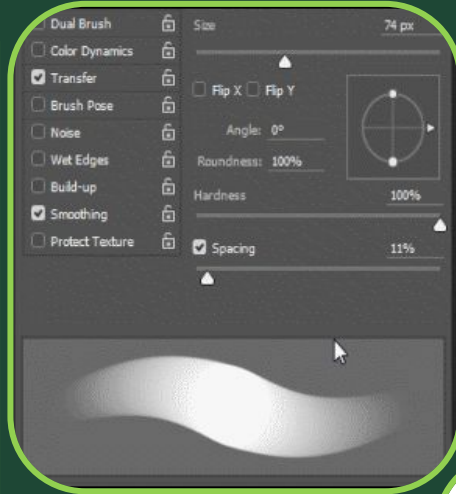 Dual Brush
Color Dynamics
Transfer
Brush Pose
Noise
Wet Edges
Build-up
Smoothing
Protect Texture
Size 74 px
Flip X Flip Y
Angle: 0°
Roundness: 100%
Hardness 100%
Spacing 11%